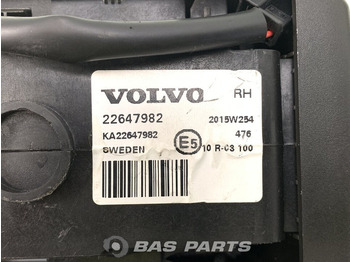 VOLVO RH
22647982 2015W254
KA22647982 476
SWEDEN E5 10 R-03 100
BAS PARTS